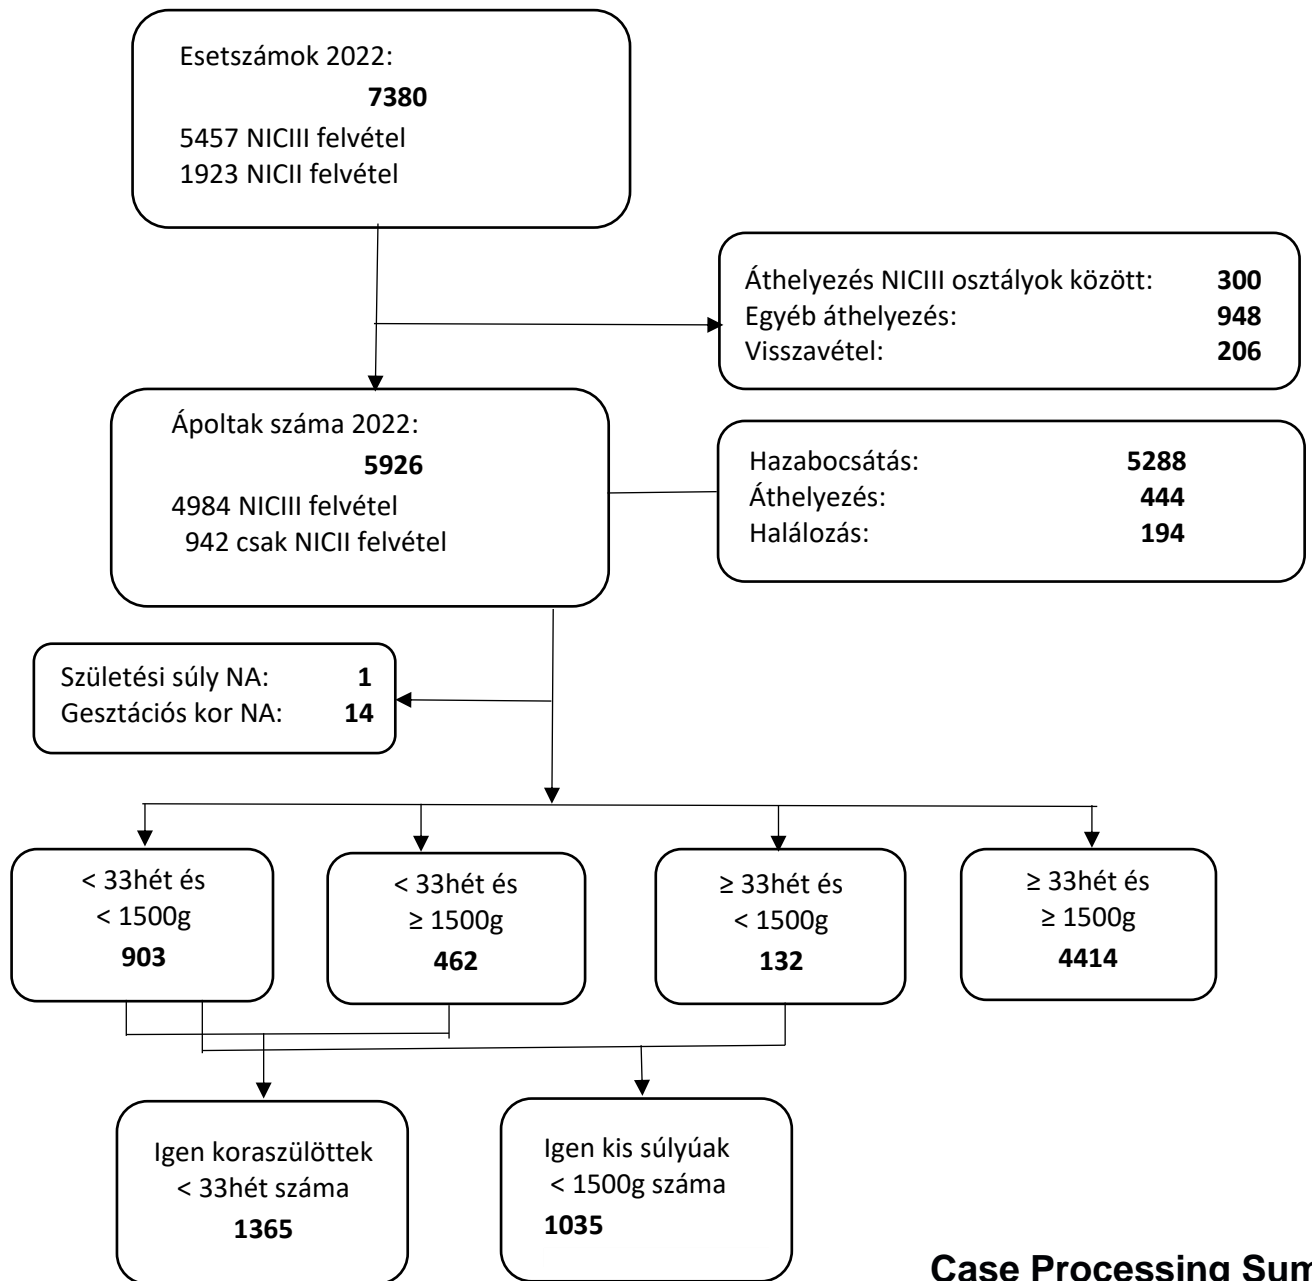 Esetszámok 2022:
7380
5457 NICIII felvétel
1923 NICII felvétel
Áthelyezés NICIII osztályok között: 300
Egyéb áthelyezés: 948
Visszavétel: 206
Ápoltak száma 2022:
5926
4984 NICIII felvétel
942 csak NICII felvétel
Hazabocsátás: 5288
Áthelyezés: 444
Halálozás: 194
Születési súly NA: 1
Gesztációs kor NA: 14
< 33hét és
< 1500g
903
< 33hét és
≥ 1500g
462
≥ 33hét és
< 1500g
132
≥ 33hét és
≥ 1500g
4414
Igen koraszülöttek
< 33hét száma
1365
Igen kis súlyúak
< 1500g száma
1035
Case Processing Sum